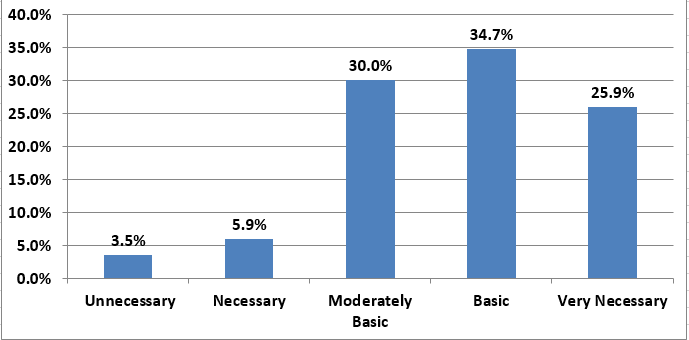 40.0%
35.0%
30.0%
25.0%
20.0%
15.0%
10.0%
5.0%
0.0%
3.5%
5.9%
30.0%
34.7%
25.9%
Unnecessary
Necessary
Moderately
Basic
Basic
Very Necessary